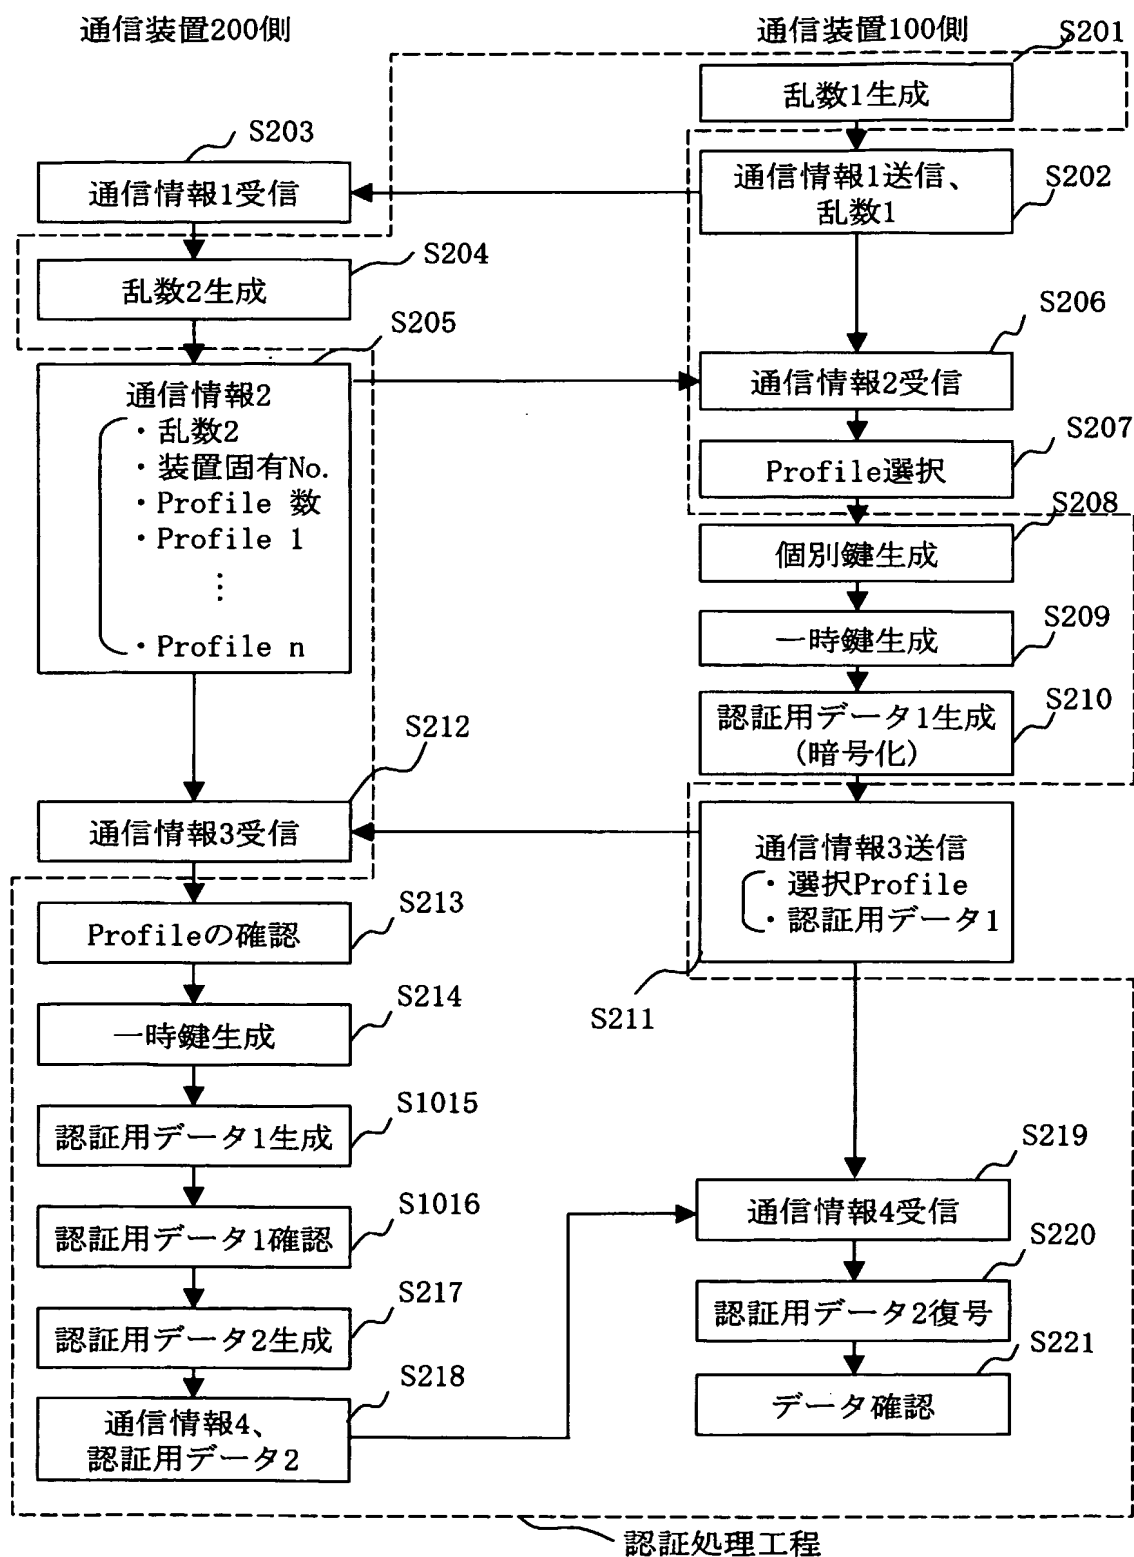 通信装置200側
通信装置100側
S201
乱数1生成
S203
通信情報1受信
通信情報1送信、
乱数1
S202
S204
乱数2生成
S205
通信情報2
・乱数2
・装置固有No.
・Profile 数
・Profile 1
⋮
・Profile n
S206
通信情報2受信
S207
Profile選択
S208
個別鍵生成
S209
一時鍵生成
S210
認証用データ1生成
(暗号化)
S212
通信情報3受信
通信情報3送信
・選択Profile
・認証用データ1
S211
S213
Profileの確認
S214
一時鍵生成
S1015
認証用データ1生成
S1016
認証用データ1確認
S217
認証用データ2生成
S218
通信情報4、
認証用データ2
S219
通信情報4受信
S220
認証用データ2復号
S221
データ確認
認証処理工程